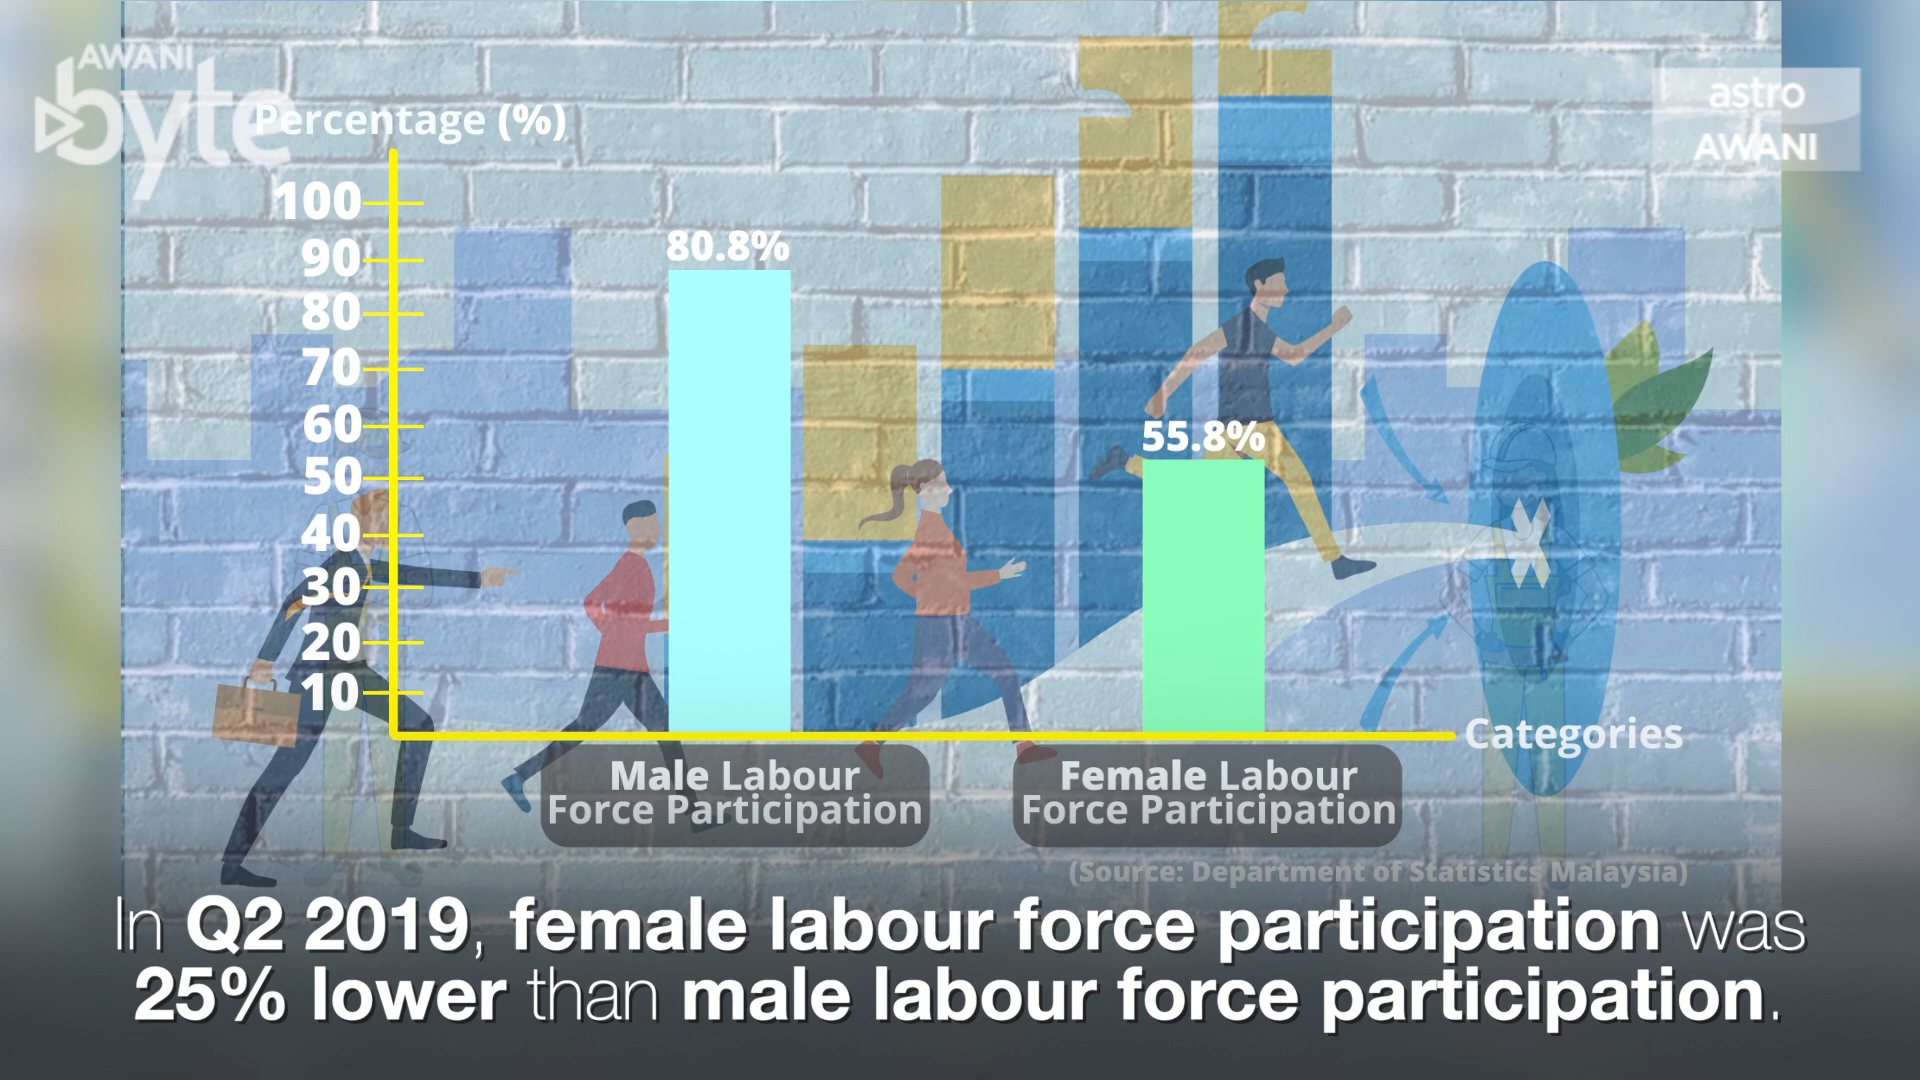 AWANI
byte
astro
AWANI
Percentage (%)
100
90
80
70
60
50
40
30
20
10
80.8%
55.8%
Categories
Male Labour
Force Participation
Female Labour
Force Participation
(Source: Department of Statistics Malaysia)
In Q2 2019, female labour force participation was
25% lower than male labour force participation.